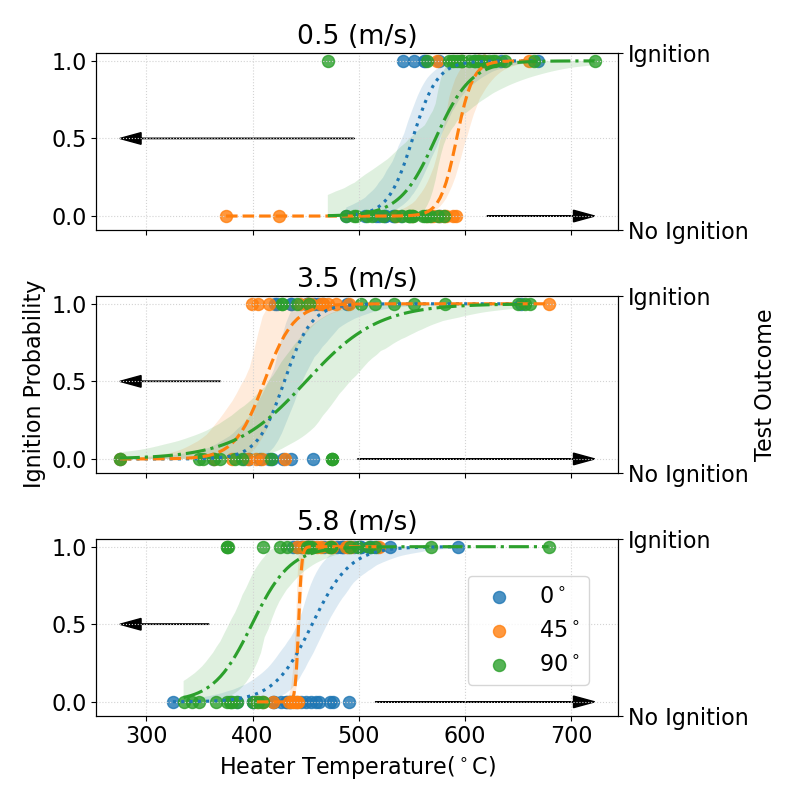 0.5 (m/s)
1.0
0.5
0.0
Ignition
No Ignition
3.5 (m/s)
1.0
0.5
0.0
Ignition
No Ignition
Ignition Probability
Test Outcome
5.8 (m/s)
1.0
0.5
0.0
Ignition
No Ignition
0°
45°
90°
300 400 500 600 700
Heater Temperature(°C)